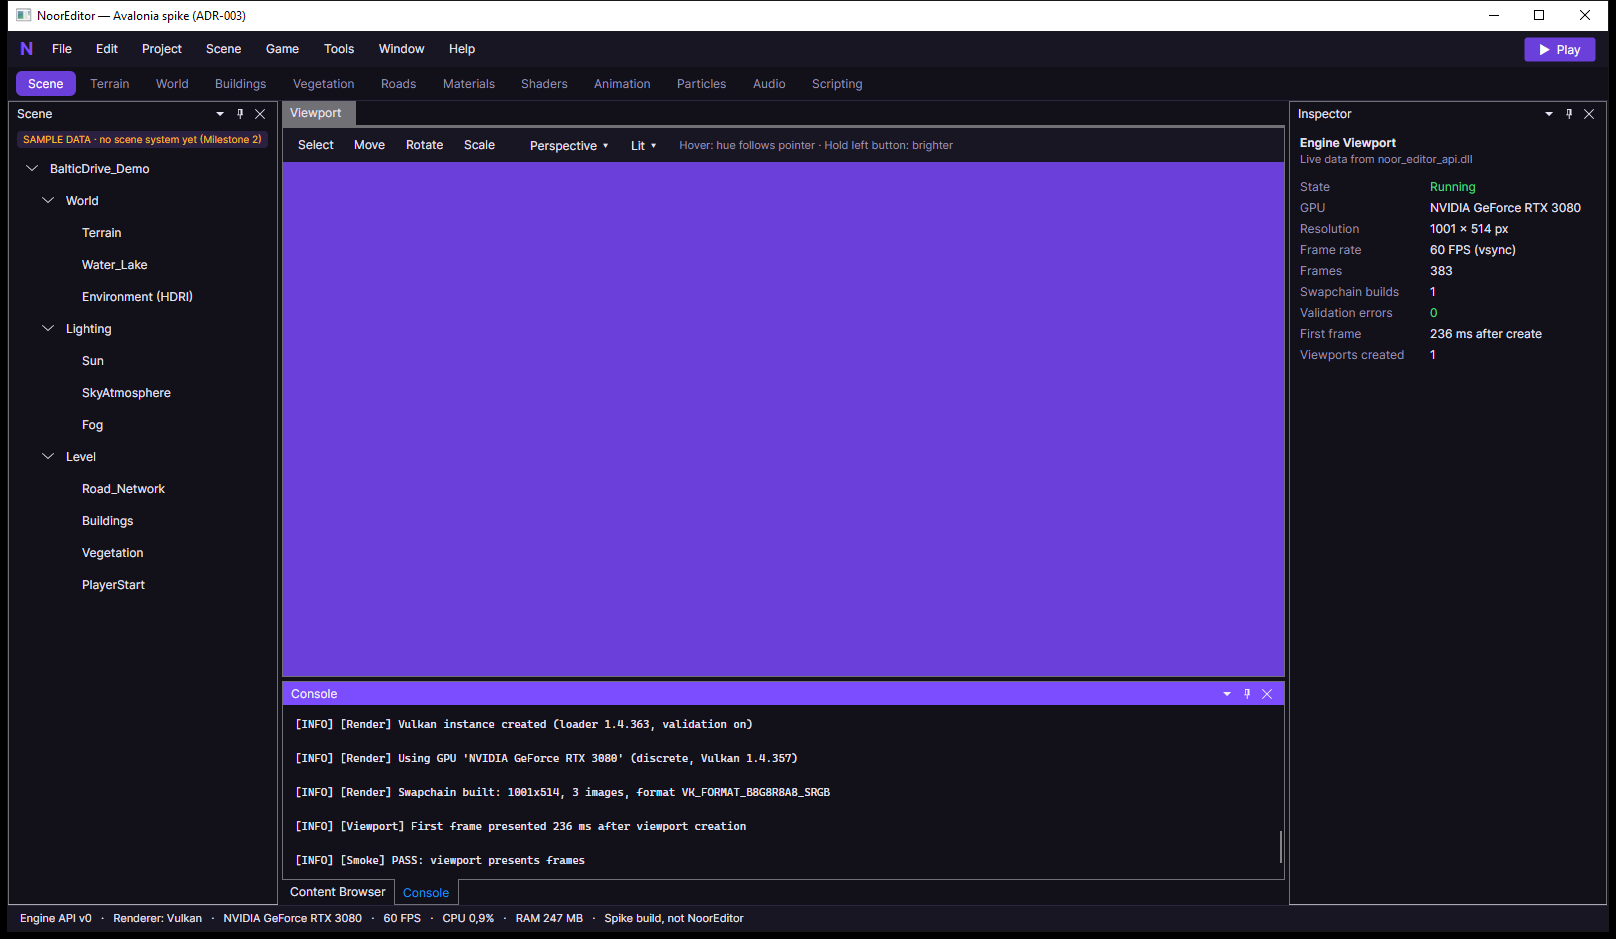 NoorEditor — Avalonia spike (ADR-003)
N File Edit Project Scene Game Tools Window Help Play
Scene Terrain World Buildings Vegetation Roads Materials Shaders Animation Particles Audio Scripting
Scene
SAMPLE DATA · no scene system yet (Milestone 2)
BalticDrive_Demo
World
Terrain
Water_Lake
Environment (HDRI)
Lighting
Sun
SkyAtmosphere
Fog
Level
Road_Network
Buildings
Vegetation
PlayerStart
Viewport
Select Move Rotate Scale Perspective Lit Hover: hue follows pointer · Hold left button: brighter
Console
[INFO] [Render] Vulkan instance created (loader 1.4.363, validation on)
[INFO] [Render] Using GPU 'NVIDIA GeForce RTX 3080' (discrete, Vulkan 1.4.357)
[INFO] [Render] Swapchain built: 1001x514, 3 images, format VK_FORMAT_B8G8R8A8_SRGB
[INFO] [Viewport] First frame presented 236 ms after viewport creation
[INFO] [Smoke] PASS: viewport presents frames
Content Browser Console
Inspector
Engine Viewport
Live data from noor_editor_api.dll
State Running
GPU NVIDIA GeForce RTX 3080
Resolution 1001 × 514 px
Frame rate 60 FPS (vsync)
Frames 383
Swapchain builds 1
Validation errors 0
First frame 236 ms after create
Viewports created 1
Engine API v0 · Renderer: Vulkan · NVIDIA GeForce RTX 3080 · 60 FPS · CPU 0,9% · RAM 247 MB · Spike build, not NoorEditor